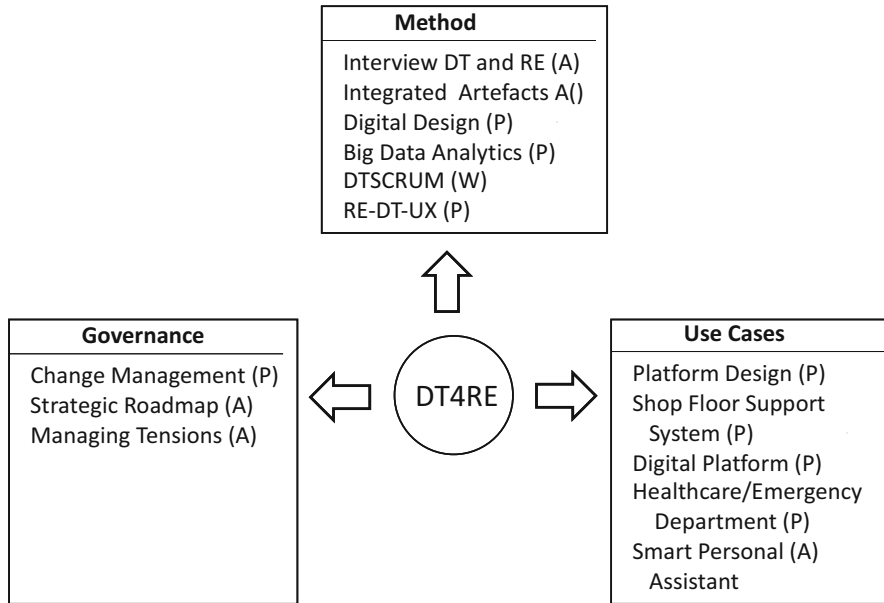 Method
Interview DT and RE (A)
Integrated Artefacts A()
Digital Design (P)
Big Data Analytics (P)
DTSCRUM (W)
RE-DT-UX (P)
Governance
Change Management (P)
Strategic Roadmap (A)
Managing Tensions (A)
DT4RE
Use Cases
Platform Design (P)
Shop Floor Support
System (P)
Digital Platform (P)
Healthcare/Emergency
Department (P)
Smart Personal (A)
Assistant